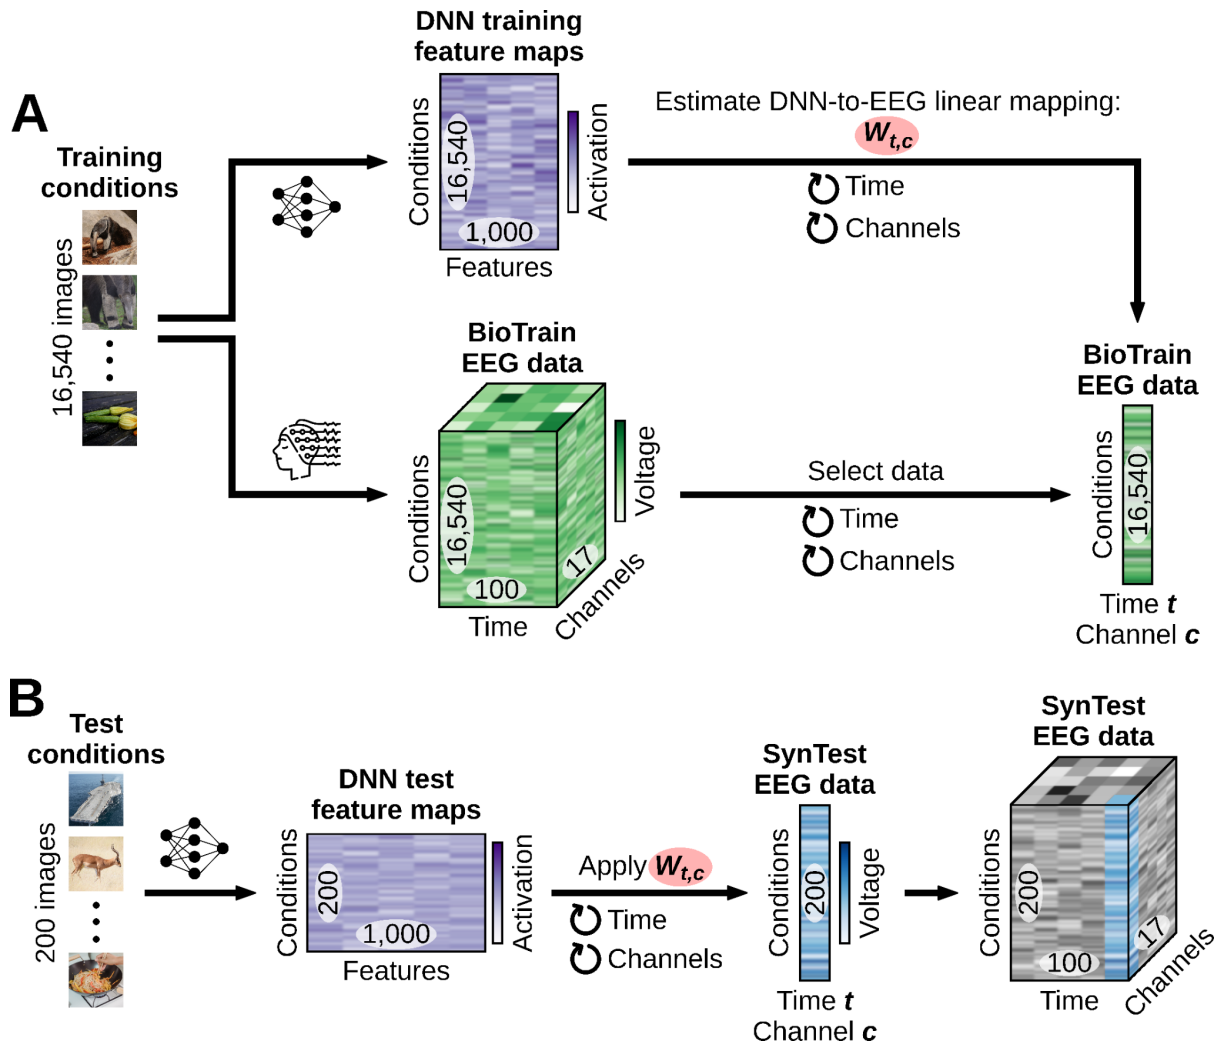 A
Training
conditions
16,540 images
DNN training
feature maps
Conditions
16,540
1,000
Features
Activation
Estimate DNN-to-EEG linear mapping:
Wt,c
Time
Channels
BioTrain
EEG data
Conditions
16,540
100
17
Time
Channels
Voltage
Select data
Time
Channels
BioTrain
EEG data
Conditions
16,540
Time t
Channel c
B
Test
conditions
200 images
DNN test
feature maps
Conditions
200
1,000
Features
Activation
Apply Wt,c
Time
Channels
SynTest
EEG data
Conditions
200
Voltage
Time t
Channel c
SynTest
EEG data
Conditions
200
100
17
Time
Channels